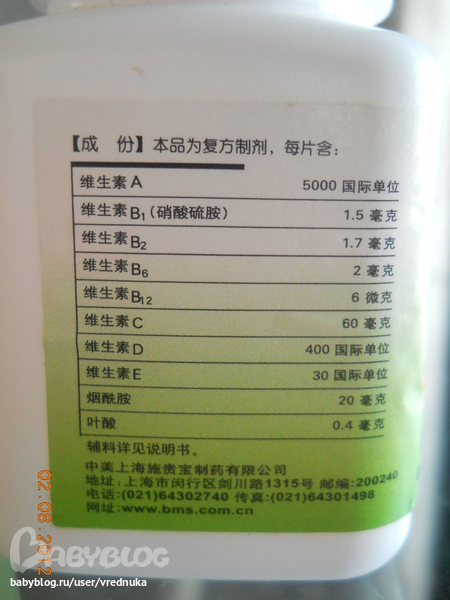 【成 份】本品为复方制剂，每片含：
维生素A 5000 国际单位
维生素B1（硝酸硫胺） 1.5 毫克
维生素B2 1.7 毫克
维生素B6 2 毫克
维生素B12 6 微克
维生素C 60 毫克
维生素D 400 国际单位
维生素E 30 国际单位
烟酰胺 20 毫克
叶酸 0.4 毫克
辅料详见说明书。
中美上海施贵宝制药有限公司
地址:上海市闵行区剑川路1315号 邮编:200240
电话:(021)64302740 传真:(021)64301498
网址:www.bms.com.cn
02.08.2012
BABYBLOG
babyblog.ru/user/vrednuka